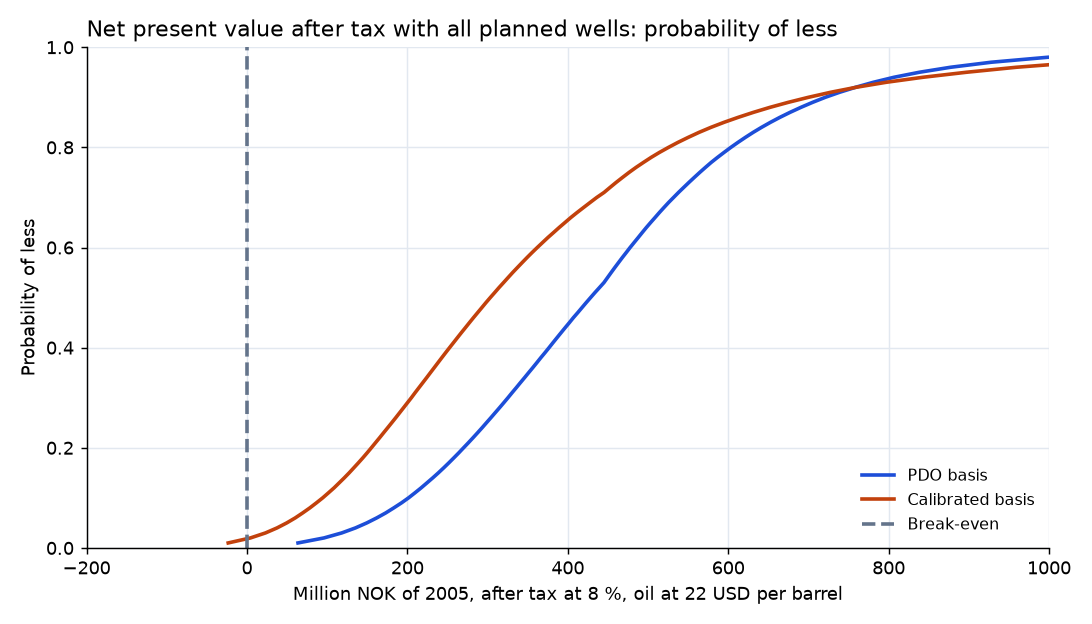 Net present value after tax with all planned wells: probability of less
Probability of less
1.0
0.8
0.6
0.4
0.2
0.0
−200
0
200
400
600
800
1000
PDO basis
Calibrated basis
Break-even
Million NOK of 2005, after tax at 8 %, oil at 22 USD per barrel